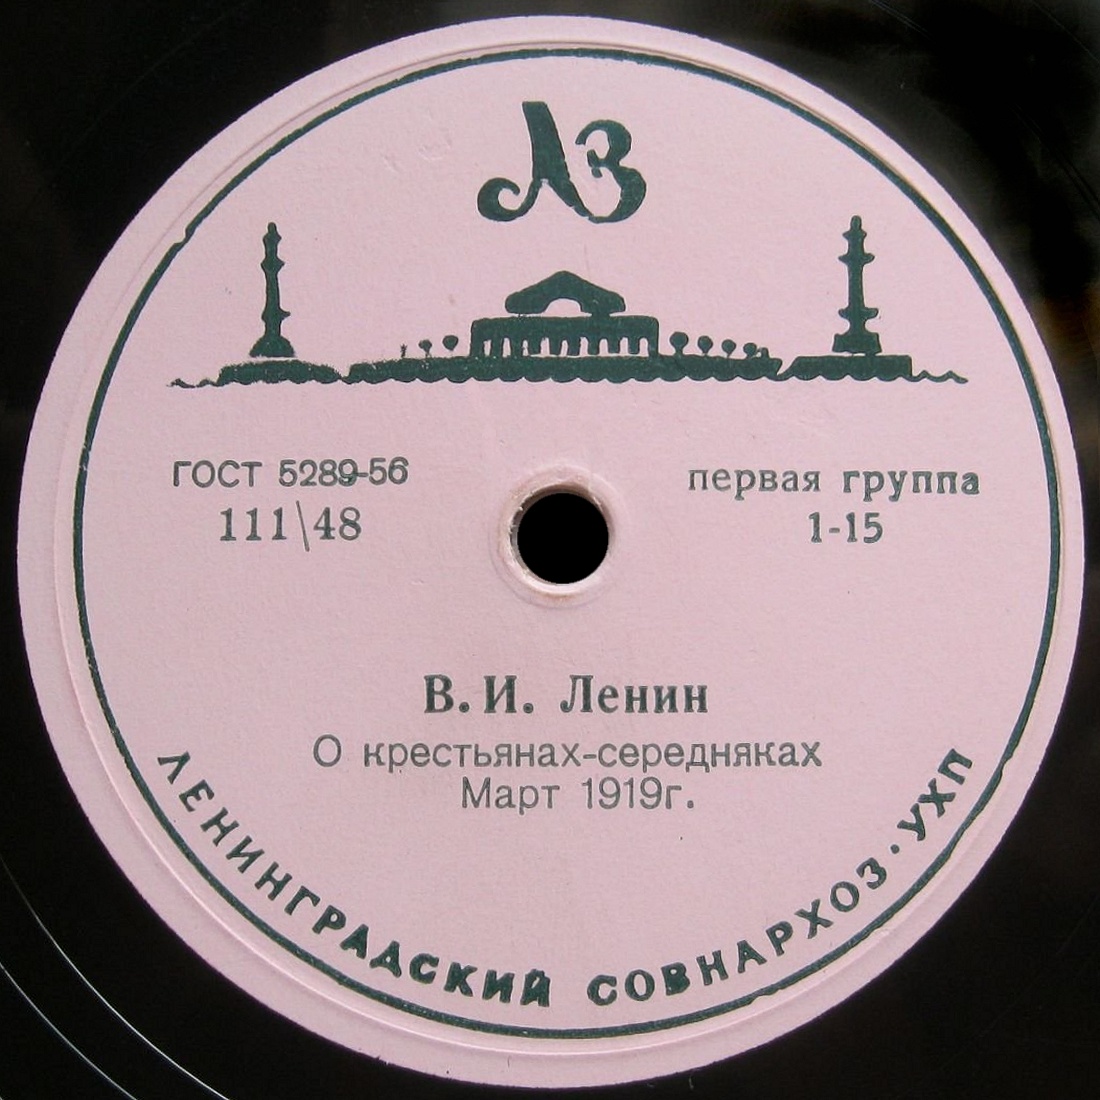 ЛЗ
ГОСТ 5289-56
111\48
первая группа
1-15
В. И. Ленин
О крестьянах-середняках
Март 1919г.
ЛЕНИНГРАДСКИЙ СОВНАРХОЗ · УХП